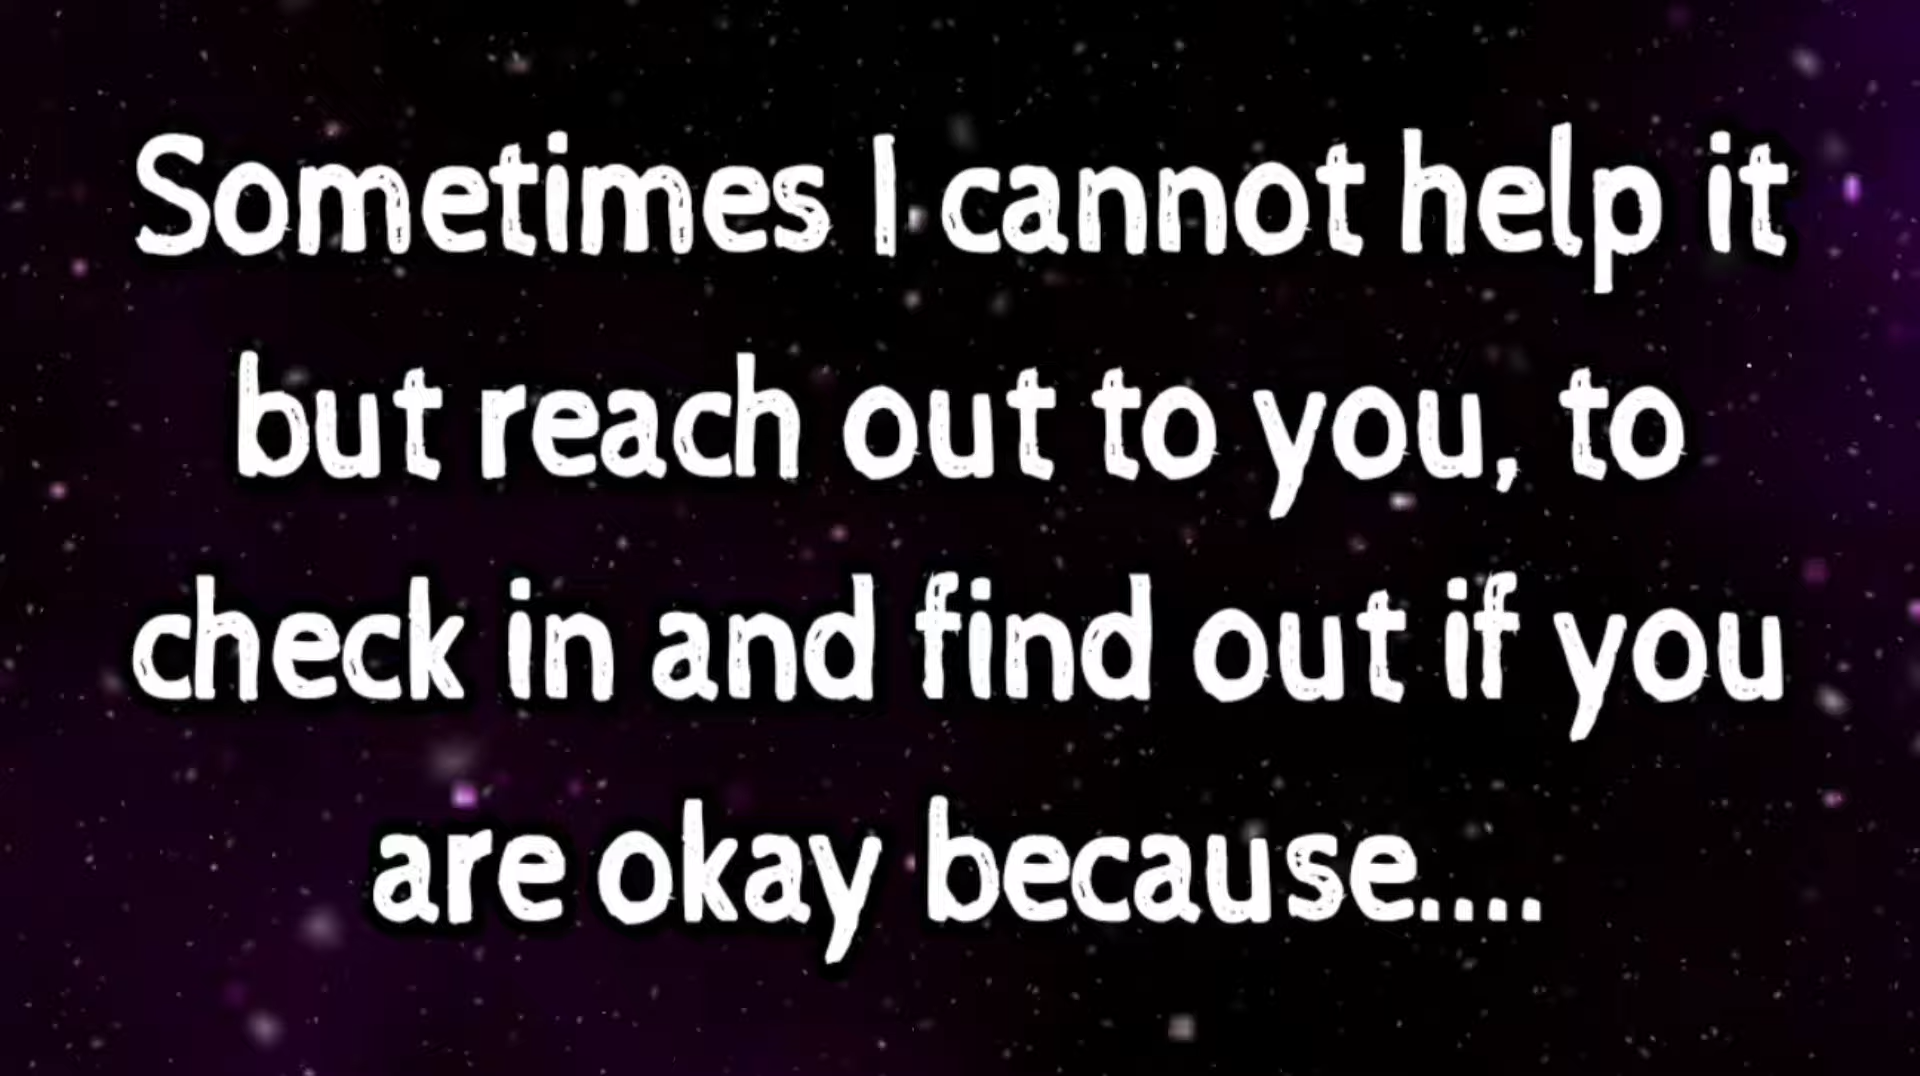 Sometimes I cannot help it
but reach out to you, to
check in and find out if you
are okay because....